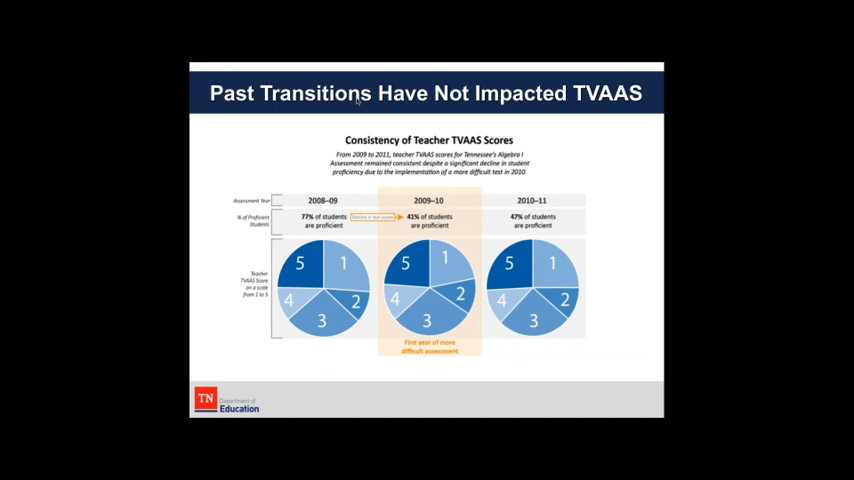 Past Transitions Have Not Impacted TVAAS
Consistency of Teacher TVAAS Scores
From 2009 to 2011, teacher TVAAS scores for Tennessee's Algebra I
Assessment remained consistent despite a significant decline in student
proficiency due to the implementation of a more difficult test in 2010.
Assessment Year
2008–09
2009–10
2010–11
% of Proficient
Students
77% of students
are proficient
Decline in test scores
41% of students
are proficient
47% of students
are proficient
Teacher
TVAAS Score
on a scale
from 1 to 5
5
1
4
2
3
5
1
4
2
3
5
1
4
2
3
First year of more
difficult assessment
TN
Department of
Education